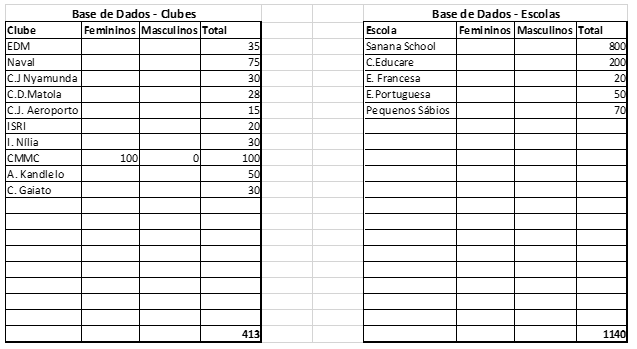 Base de Dados - Clubes
Clube Femininos Masculinos Total
EDM 35
Naval 75
C.J Nyamunda 30
C.D.Matola 28
C.J. Aeroporto 15
ISRI 20
I. Nília 30
CMMC 100 0 100
A. Kandlelo 50
C. Gaiato 30
413
Base de Dados - Escolas
Escola Femininos Masculinos Total
Sanana School 800
C.Educare 200
E. Francesa 20
E.Portuguesa 50
Pequenos Sábios 70
1140